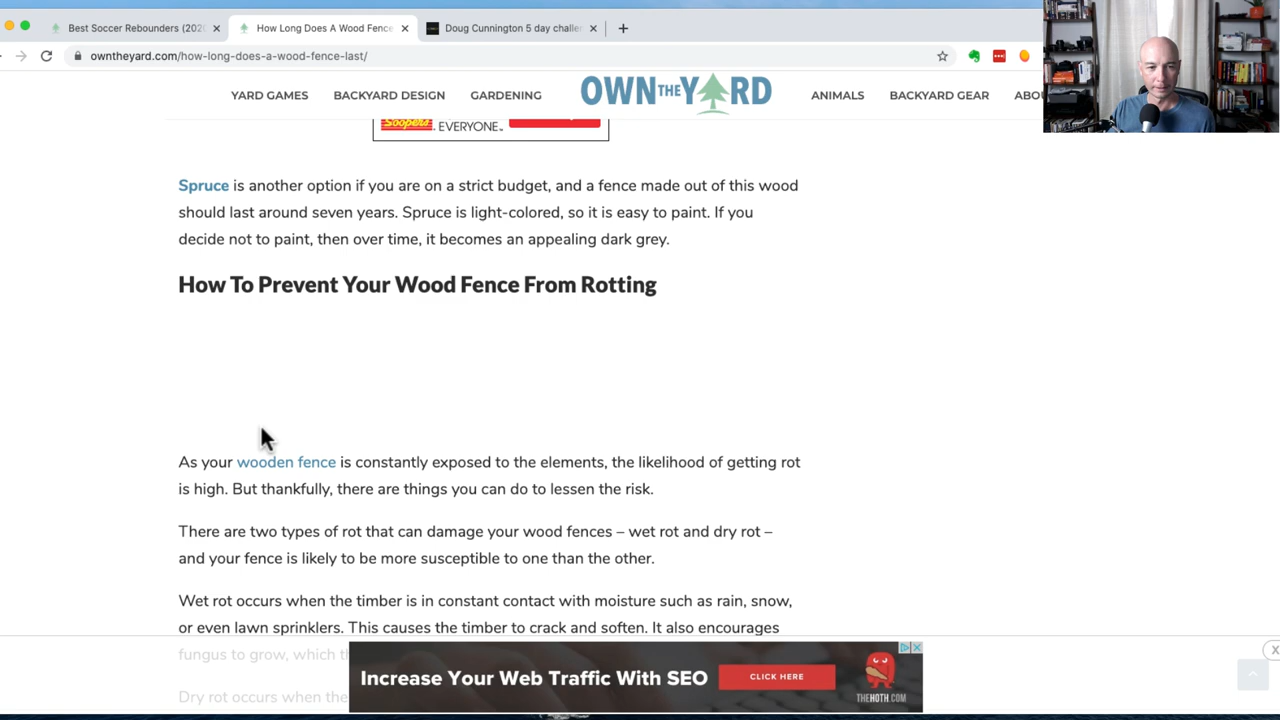 Best Soccer Rebounders (202
How Long Does A Wood Fence
Doug Cunnington 5 day challe
owntheyard.com/how-long-does-a-wood-fence-last/
YARD GAMES
BACKYARD DESIGN
GARDENING
OWN THE YARD
ANIMALS
BACKYARD GEAR
ABOU
Soopers
EVERYONE
Spruce is another option if you are on a strict budget, and a fence made out of this wood
should last around seven years. Spruce is light-colored, so it is easy to paint. If you
decide not to paint, then over time, it becomes an appealing dark grey.
How To Prevent Your Wood Fence From Rotting
As your wooden fence is constantly exposed to the elements, the likelihood of getting rot
is high. But thankfully, there are things you can do to lessen the risk.
There are two types of rot that can damage your wood fences – wet rot and dry rot –
and your fence is likely to be more susceptible to one than the other.
Wet rot occurs when the timber is in constant contact with moisture such as rain, snow,
or even lawn sprinklers. This causes the timber to crack and soften. It also encourages
fungus to grow, which th
Dry rot occurs when the
Increase Your Web Traffic With SEO
CLICK HERE
THEHOTH.COM
X